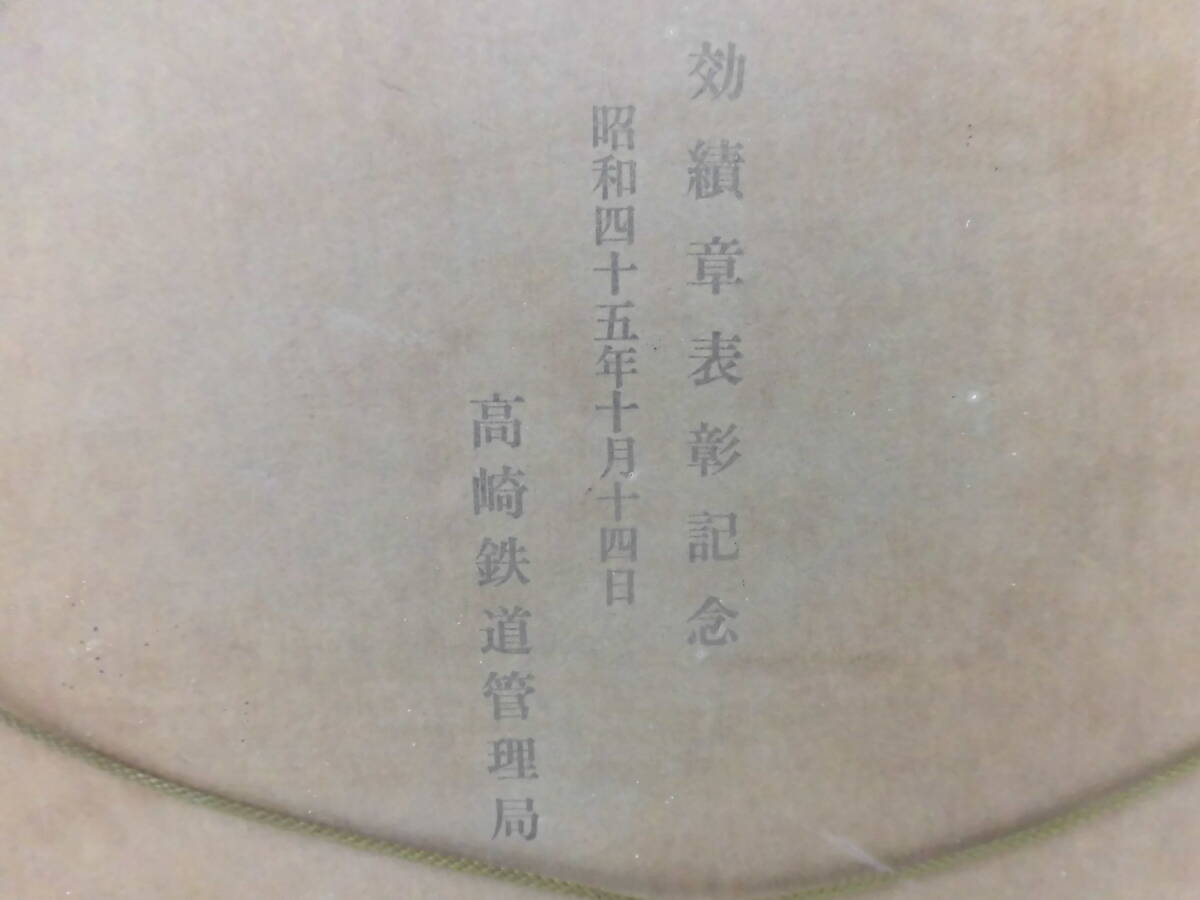 効績章表彰記念
昭和四十五年十月十四日
高崎鉄道管理局